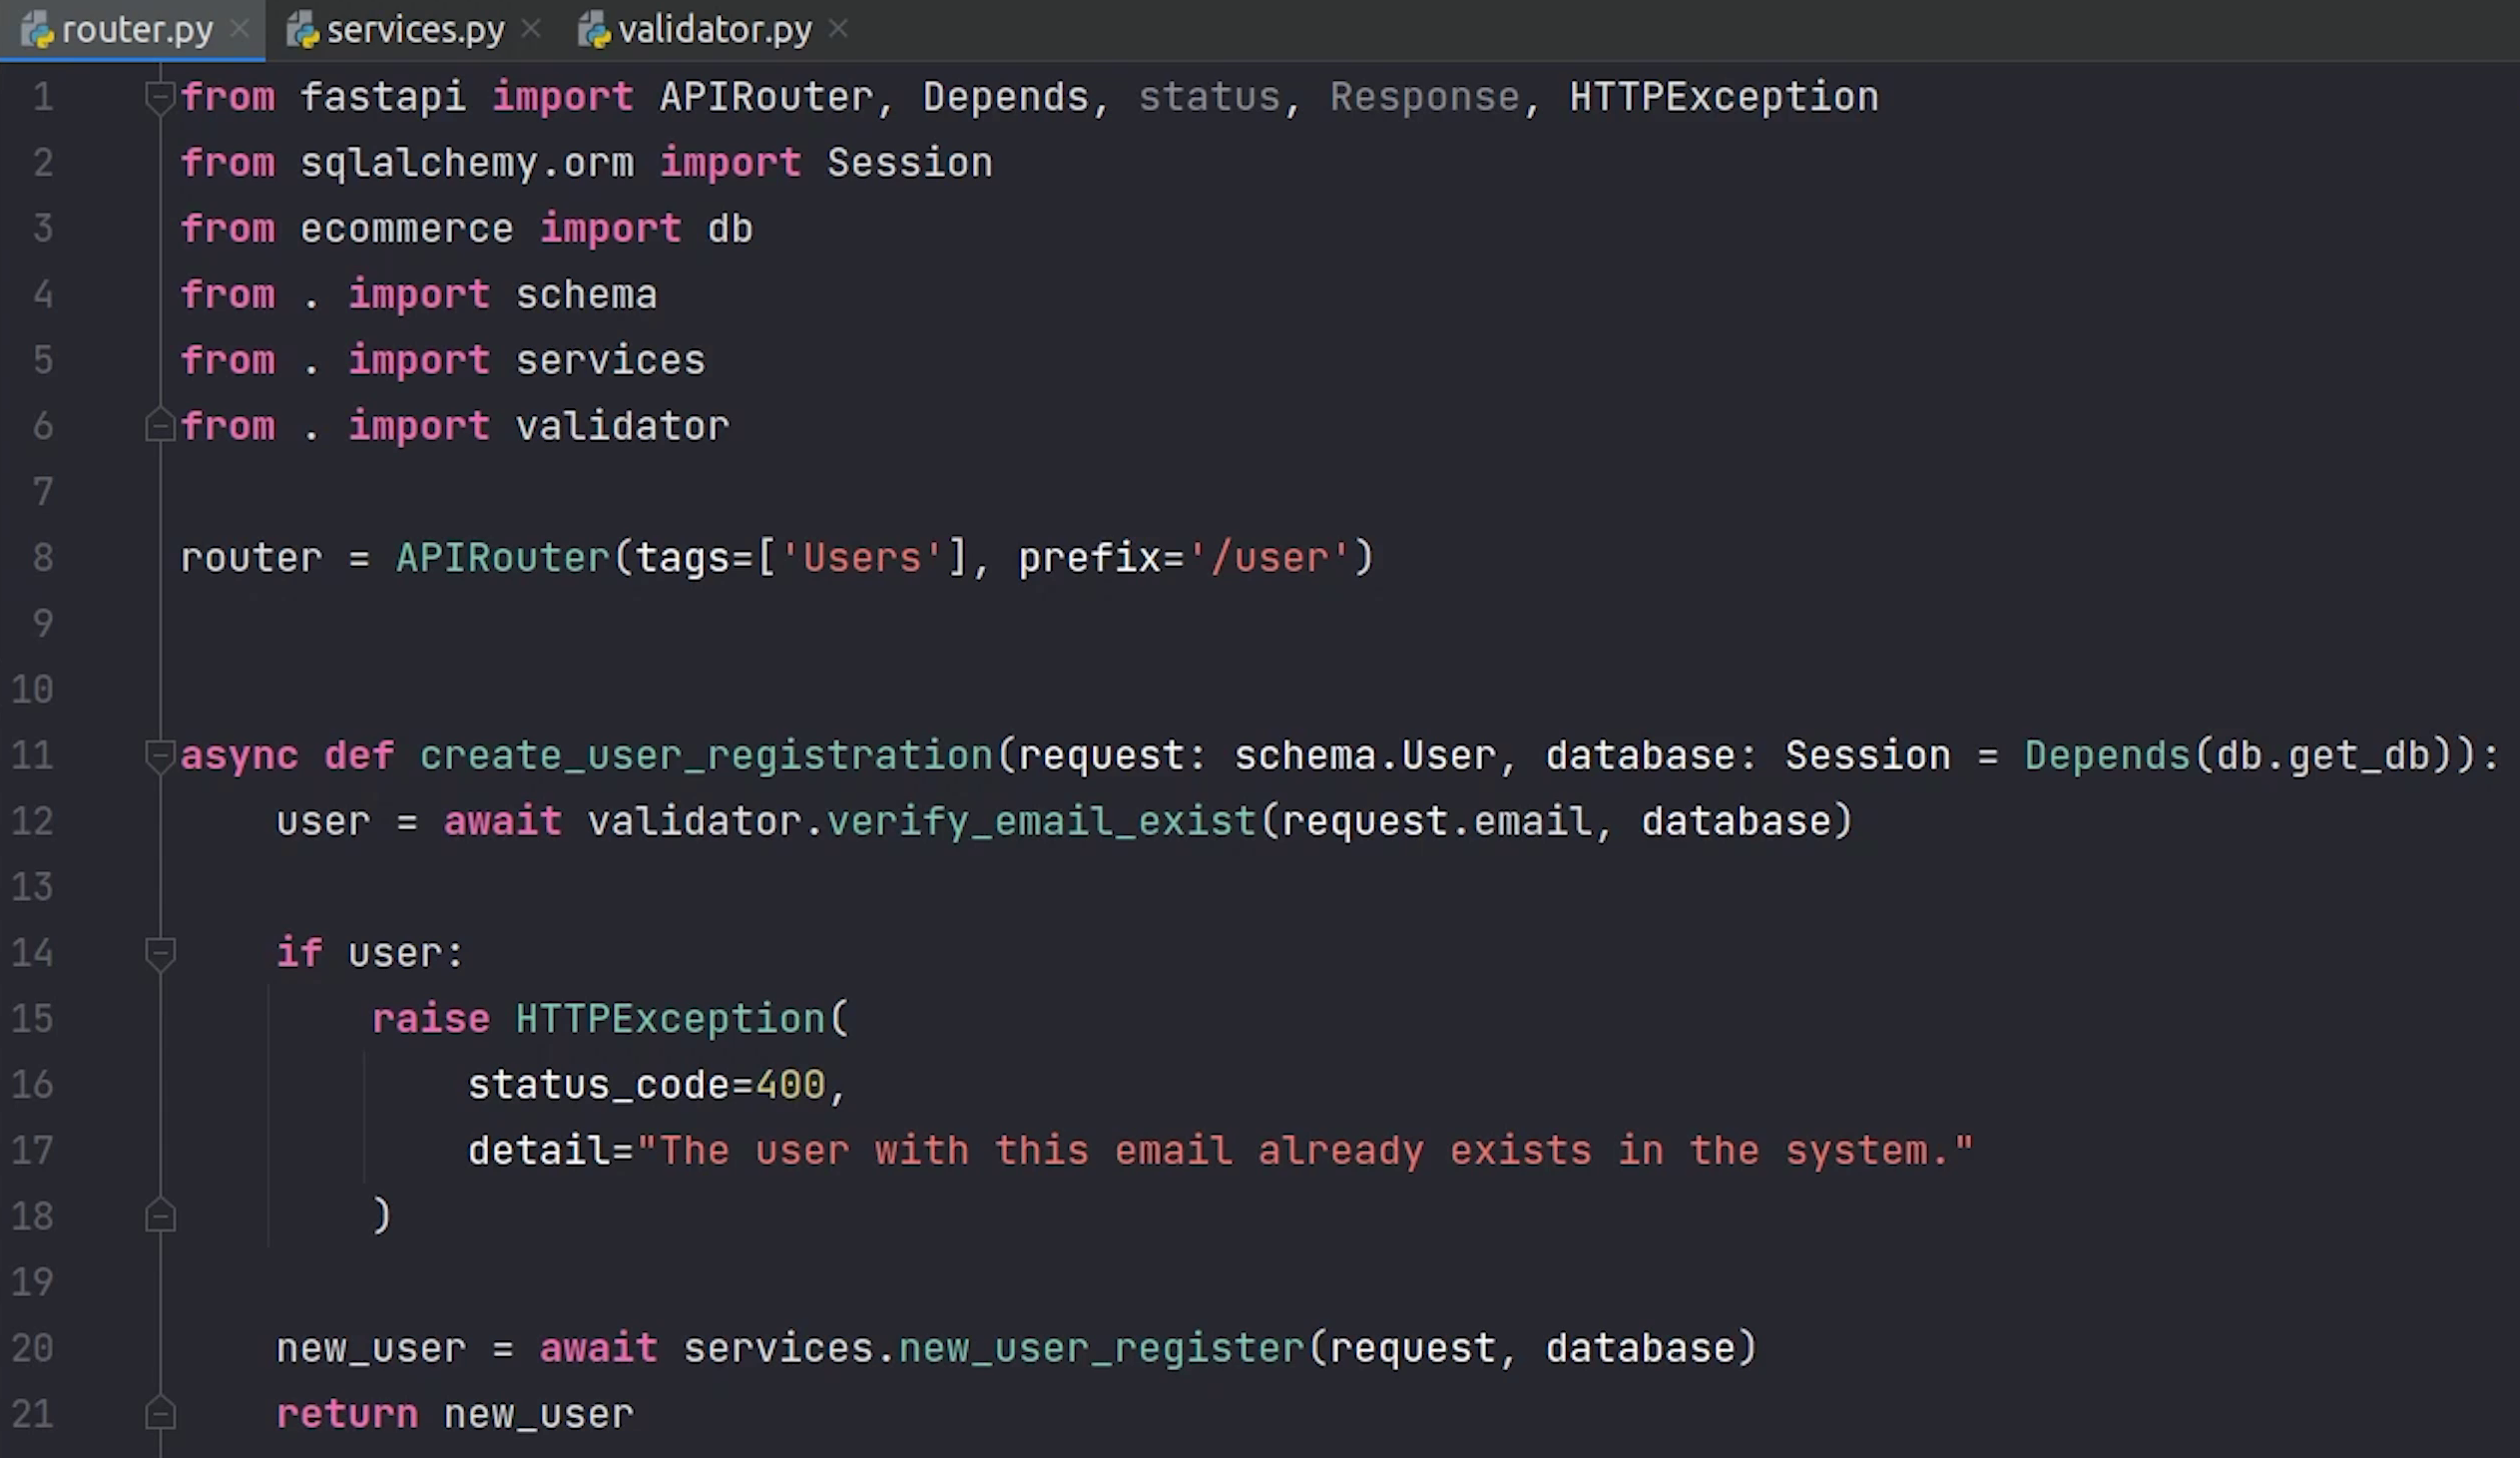 router.py × services.py × validator.py ×
1 from fastapi import APIRouter, Depends, status, Response, HTTPException
2 from sqlalchemy.orm import Session
3 from ecommerce import db
4 from . import schema
5 from . import services
6 from . import validator
7
8 router = APIRouter(tags=['Users'], prefix='/user')
9
10
11 async def create_user_registration(request: schema.User, database: Session = Depends(db.get_db)):
12     user = await validator.verify_email_exist(request.email, database)
13
14     if user:
15         raise HTTPException(
16             status_code=400,
17             detail="The user with this email already exists in the system."
18         )
19
20     new_user = await services.new_user_register(request, database)
21     return new_user